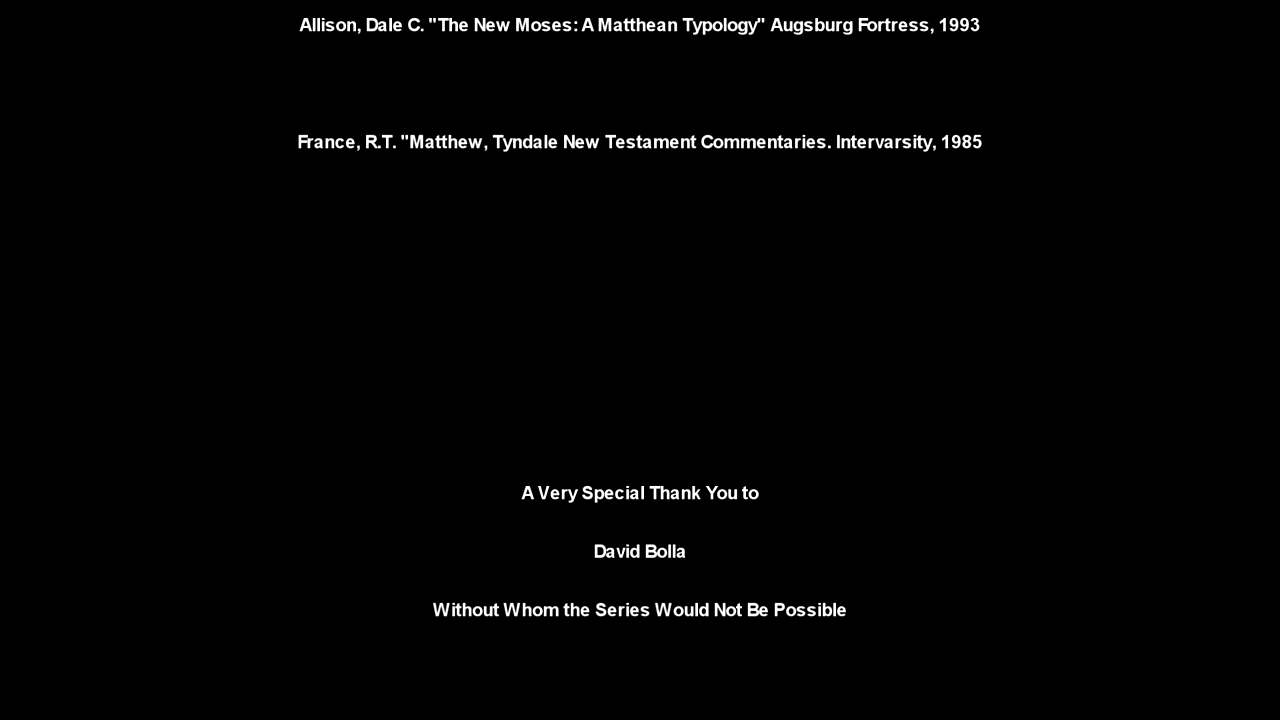 Allison, Dale C. "The New Moses: A Matthean Typology" Augsburg Fortress, 1993
France, R.T. "Matthew, Tyndale New Testament Commentaries. Intervarsity, 1985
A Very Special Thank You to
David Bolla
Without Whom the Series Would Not Be Possible